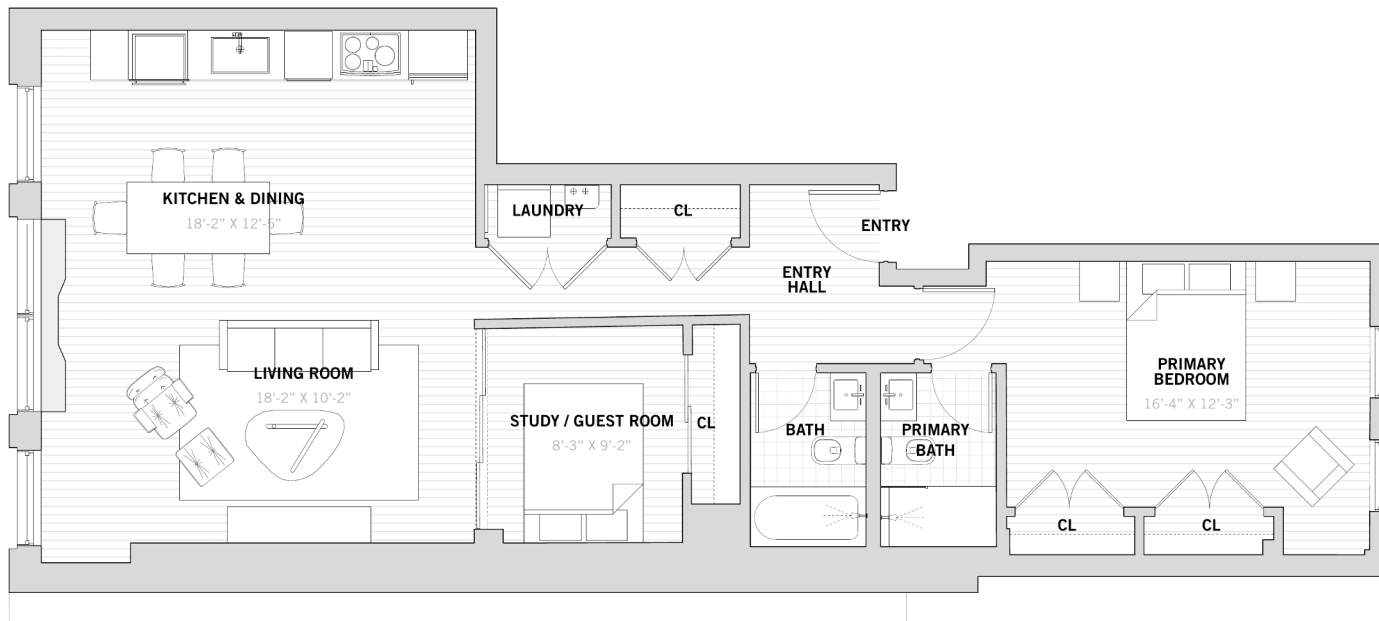 KITCHEN & DINING
18'-2" X 12'-6"
LAUNDRY
CL
ENTRY
ENTRY
HALL
LIVING ROOM
18'-2" X 10'-2"
STUDY / GUEST ROOM
8'-3" X 9'-2"
CL
BATH
PRIMARY
BATH
PRIMARY
BEDROOM
16'-4" X 12'-3"
CL
CL